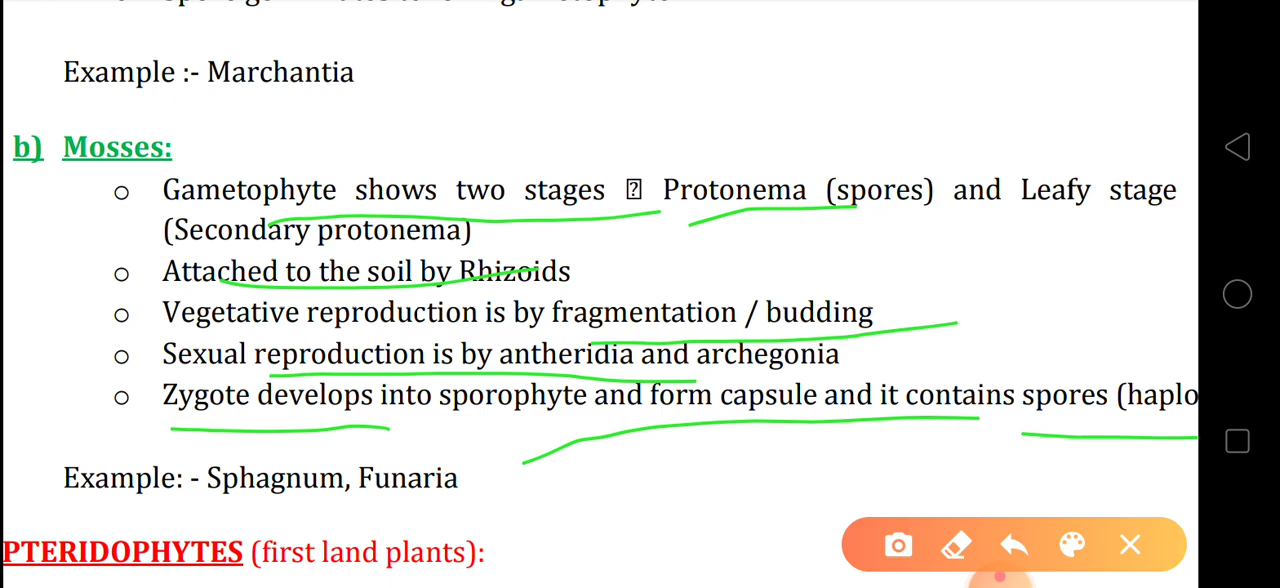 Example :- Marchantia
b) Mosses:
o Gametophyte shows two stages Protonema (spores) and Leafy stage
(Secondary protonema)
o Attached to the soil by Rhizoids
o Vegetative reproduction is by fragmentation / budding
o Sexual reproduction is by antheridia and archegonia
o Zygote develops into sporophyte and form capsule and it contains spores (haplo
Example: - Sphagnum, Funaria
PTERIDOPHYTES (first land plants):